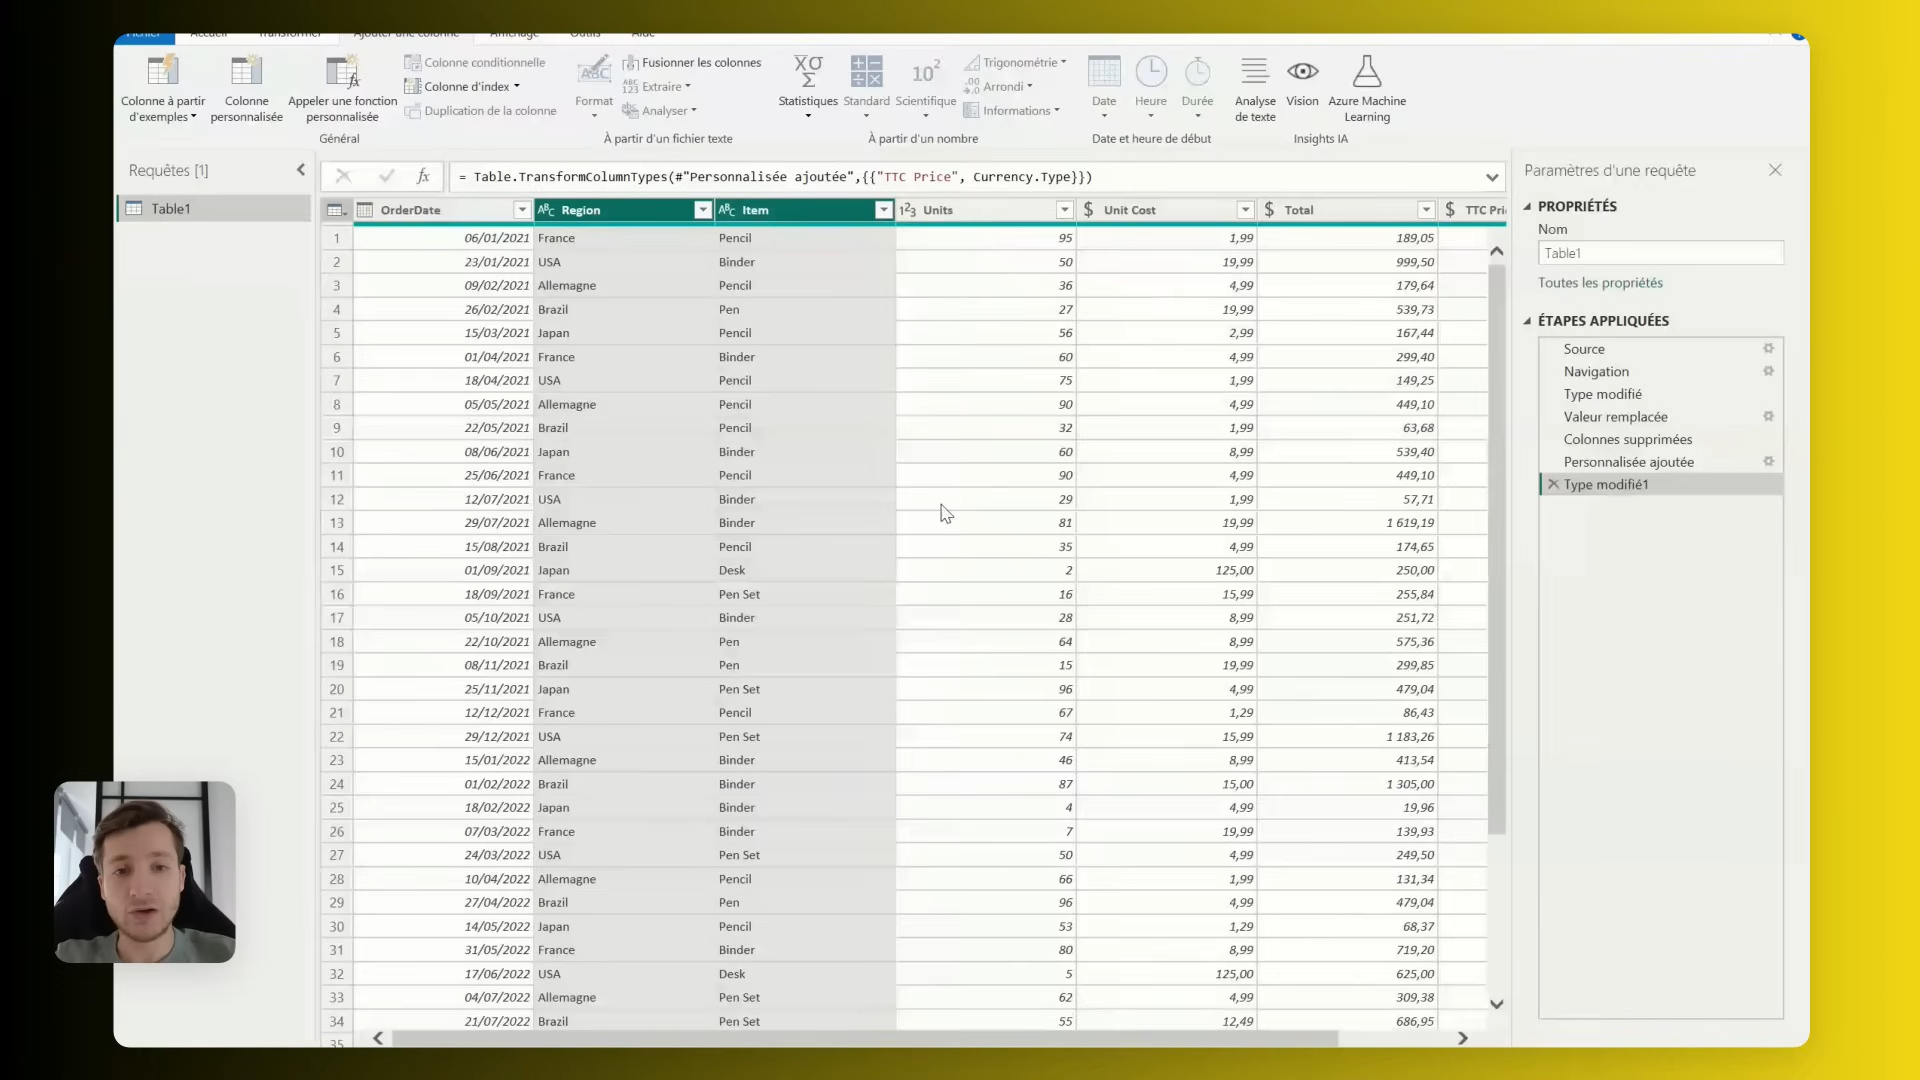 Fichier Accueil Transformer Ajouter une colonne Affichage Outils Aide
Colonne à partir d'exemples
Colonne personnalisée
Appeler une fonction personnalisée
Colonne conditionnelle
Colonne d'index
Duplication de la colonne
Général
Format
Fusionner les colonnes
Extraire
Analyser
À partir d'un fichier texte
Statistiques
Standard
Scientifique
Trigonométrie
Arrondi
Informations
À partir d'un nombre
Date
Heure
Durée
Date et heure de début
Analyse de texte
Vision
Azure Machine Learning
Insights IA
Requêtes [1]
Table1
= Table.TransformColumnTypes(#"Personnalisée ajoutée",{{"TTC Price", Currency.Type}})
OrderDate Region Item Units Unit Cost Total TTC Pri
1 06/01/2021 France Pencil 95 1,99 189,05
2 23/01/2021 USA Binder 50 19,99 999,50
3 09/02/2021 Allemagne Pencil 36 4,99 179,64
4 26/02/2021 Brazil Pen 27 19,99 539,73
5 15/03/2021 Japan Pencil 56 2,99 167,44
6 01/04/2021 France Binder 60 4,99 299,40
7 18/04/2021 USA Pencil 75 1,99 149,25
8 05/05/2021 Allemagne Pencil 90 4,99 449,10
9 22/05/2021 Brazil Pencil 32 1,99 63,68
10 08/06/2021 Japan Binder 60 8,99 539,40
11 25/06/2021 France Pencil 90 4,99 449,10
12 12/07/2021 USA Binder 29 1,99 57,71
13 29/07/2021 Allemagne Binder 81 19,99 1 619,19
14 15/08/2021 Brazil Pencil 35 4,99 174,65
15 01/09/2021 Japan Desk 2 125,00 250,00
16 18/09/2021 France Pen Set 16 15,99 255,84
17 05/10/2021 USA Binder 28 8,99 251,72
18 22/10/2021 Allemagne Pen 64 8,99 575,36
19 08/11/2021 Brazil Pen 15 19,99 299,85
20 25/11/2021 Japan Pen Set 96 4,99 479,04
21 12/12/2021 France Pencil 67 1,29 86,43
22 29/12/2021 USA Pen Set 74 15,99 1 183,26
23 15/01/2022 Allemagne Binder 46 8,99 413,54
24 01/02/2022 Brazil Binder 87 15,00 1 305,00
25 18/02/2022 Japan Binder 4 4,99 19,96
26 07/03/2022 France Binder 7 19,99 139,93
27 24/03/2022 USA Pen Set 50 4,99 249,50
28 10/04/2022 Allemagne Pencil 66 1,99 131,34
29 27/04/2022 Brazil Pen 96 4,99 479,04
30 14/05/2022 Japan Pencil 53 1,29 68,37
31 31/05/2022 France Binder 80 8,99 719,20
32 17/06/2022 USA Desk 5 125,00 625,00
33 04/07/2022 Allemagne Pen Set 62 4,99 309,38
34 21/07/2022 Brazil Pen Set 55 12,49 686,95
35
Paramètres d'une requête
PROPRIÉTÉS
Nom
Table1
Toutes les propriétés
ÉTAPES APPLIQUÉES
Source
Navigation
Type modifié
Valeur remplacée
Colonnes supprimées
Personnalisée ajoutée
Type modifié1